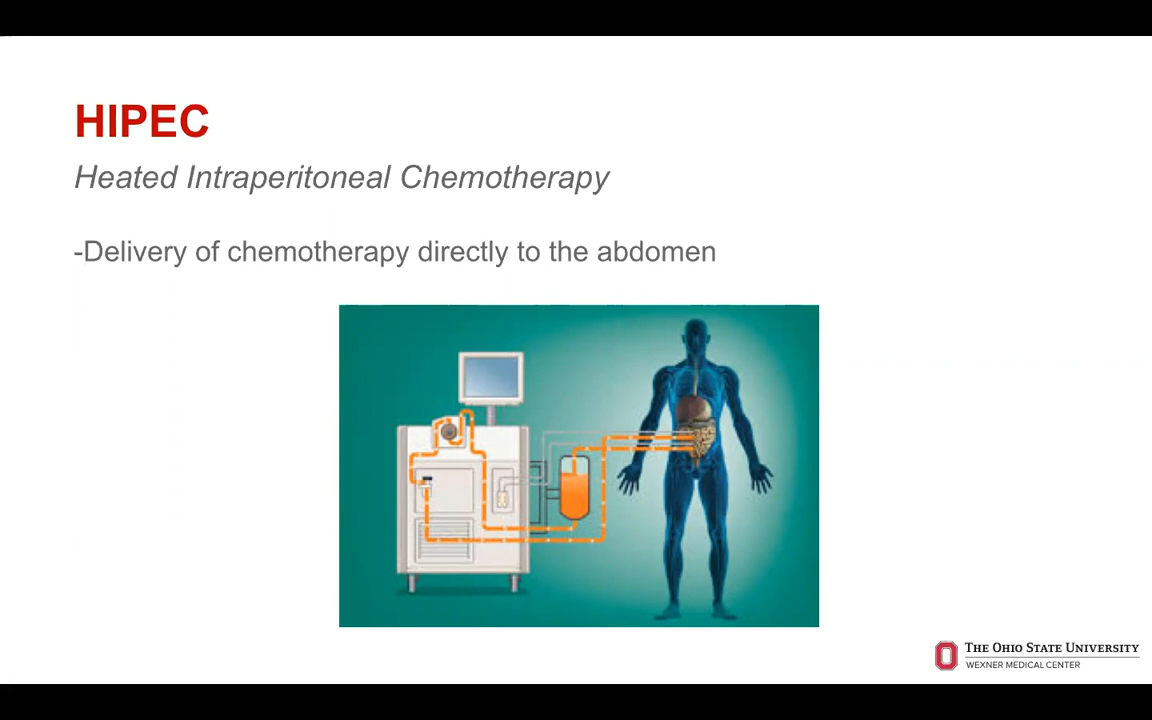 HIPEC
Heated Intraperitoneal Chemotherapy
-Delivery of chemotherapy directly to the abdomen
THE OHIO STATE UNIVERSITY
WEXNER MEDICAL CENTER